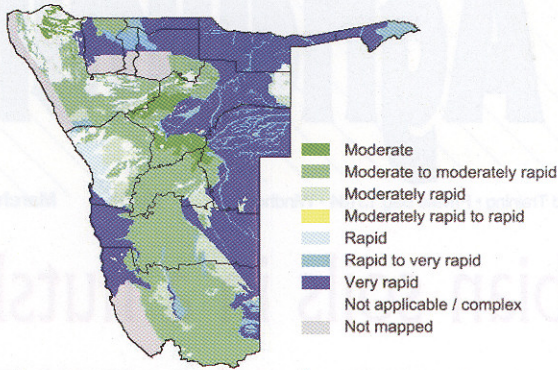 Moderate
Moderate to moderately rapid
Moderately rapid
Moderately rapid to rapid
Rapid
Rapid to very rapid
Very rapid
Not applicable / complex
Not mapped